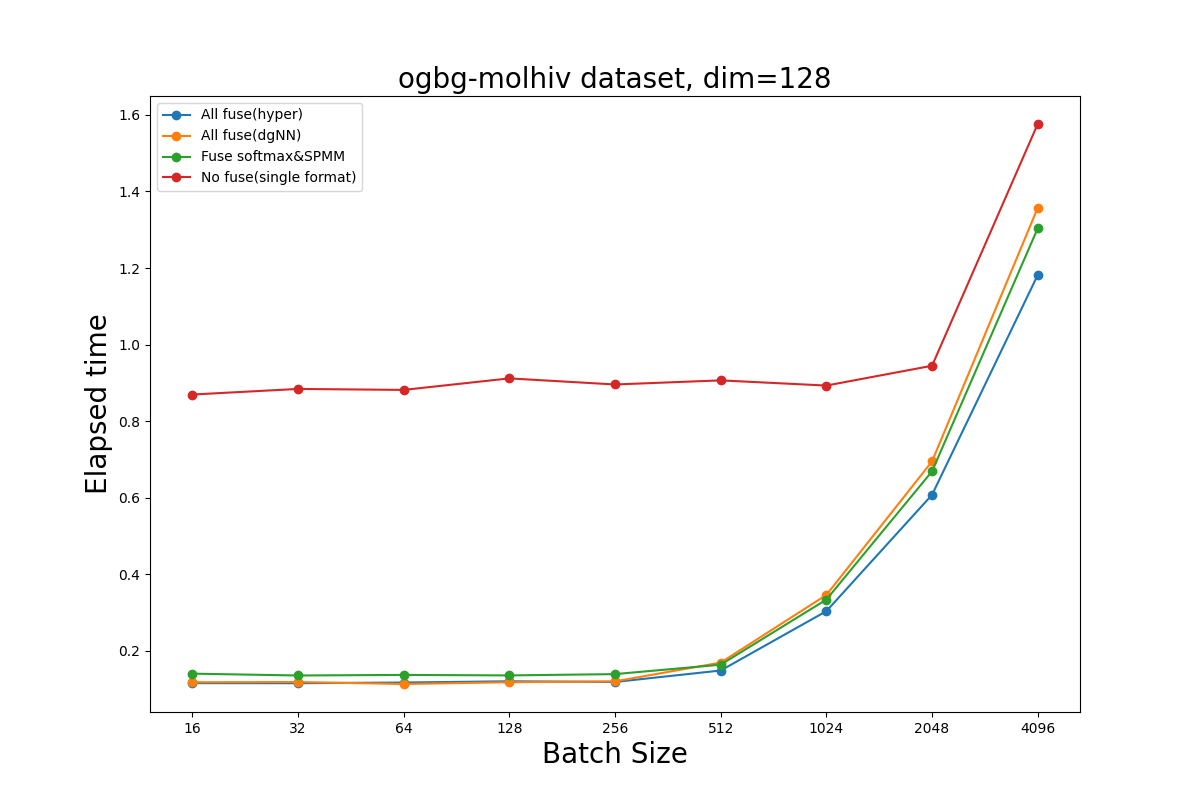 ogbg-molhiv dataset, dim=128
All fuse(hyper)
All fuse(dgNN)
Fuse softmax&SPMM
No fuse(single format)
Elapsed time
1.6
1.4
1.2
1.0
0.8
0.6
0.4
0.2
16 32 64 128 256 512 1024 2048 4096
Batch Size